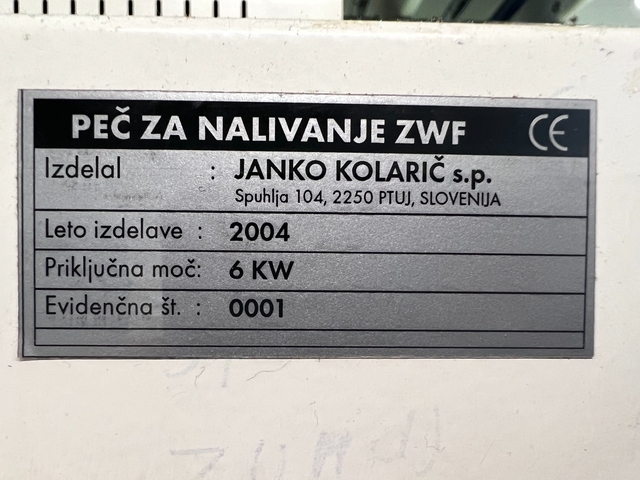 PEČ ZA NALIVANJE ZWF CE
Izdelal : JANKO KOLARIČ s.p.
Spuhlja 104, 2250 PTUJ, SLOVENIJA
Leto izdelave : 2004
Priključna moč: 6 KW
Evidenčna št. : 0001